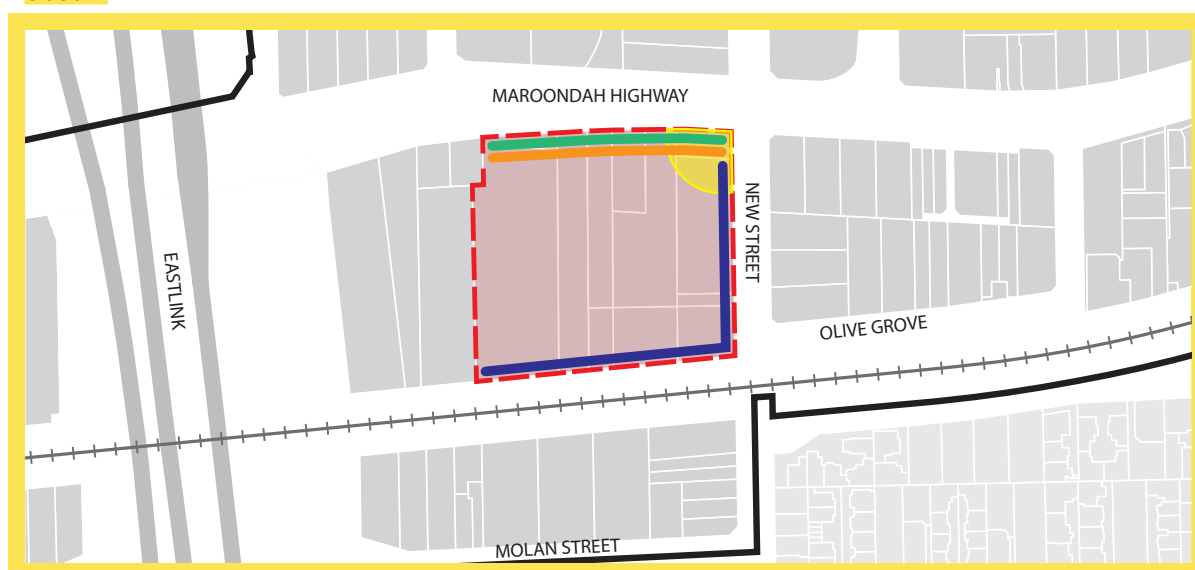 MAROONDAH HIGHWAY
NEW STREET
EASTLINK
OLIVE GROVE
MOLAN STREET